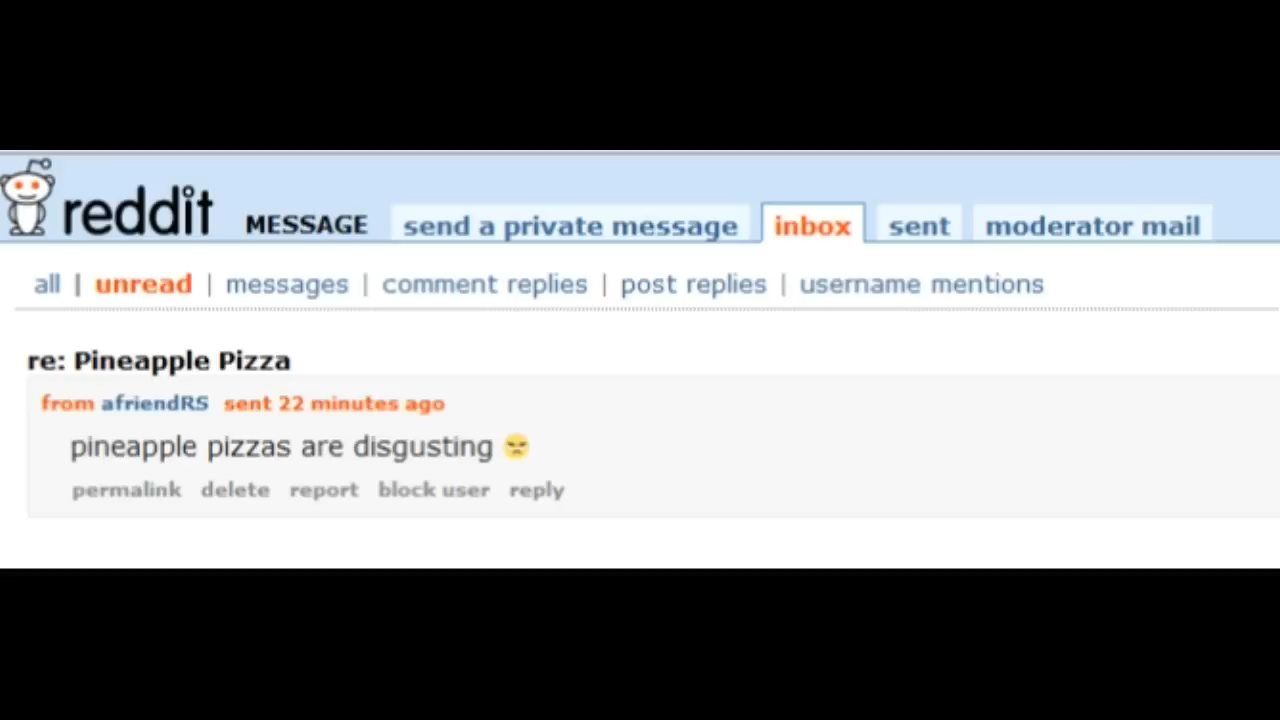 reddit MESSAGE send a private message inbox sent moderator mail
all | unread | messages | comment replies | post replies | username mentions
re: Pineapple Pizza
from afriendRS sent 22 minutes ago
pineapple pizzas are disgusting 😠
permalink delete report block user reply